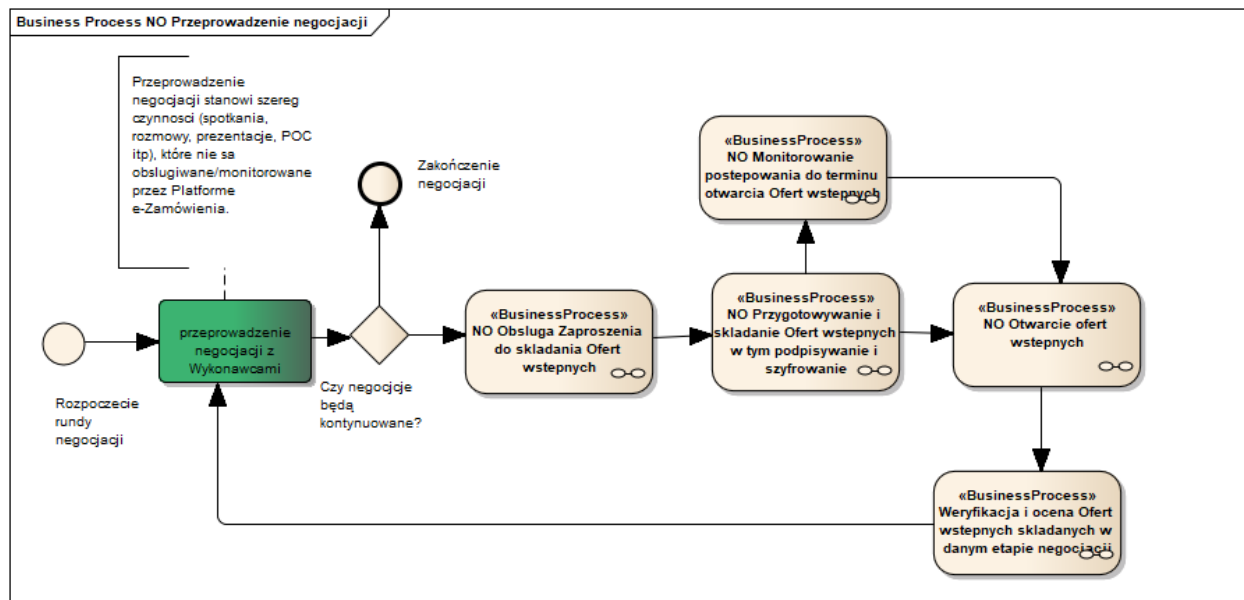 Business Process NO Przeprowadzenie negocjacji
Przeprowadzenie
negocjacji stanowi szereg
czynnosci (spotkania,
rozmowy, prezentacje, POC
itp), które nie sa
obslugiwane/monitorowane
przez Platforme
e-Zamówienia.
Zakończenie
negocjacji
«BusinessProcess»
NO Monitorowanie
postepowania do terminu
otwarcia Ofert wstepnych
Rozpoczecie
rundy
negocjacji
przeprowadzenie
negocjacji z
Wykonawcami
Czy negocjcje
będą
kontynuowane?
«BusinessProcess»
NO Obsluga Zaproszenia
do skladania Ofert
wstepnych
«BusinessProcess»
NO Przygotowywanie i
skladanie Ofert wstepnych
w tym podpisywanie i
szyfrowanie
«BusinessProcess»
NO Otwarcie ofert
wstepnych
«BusinessProcess»
Weryfikacja i ocena Ofert
wstepnych skladanych w
danym etapie negocjacji